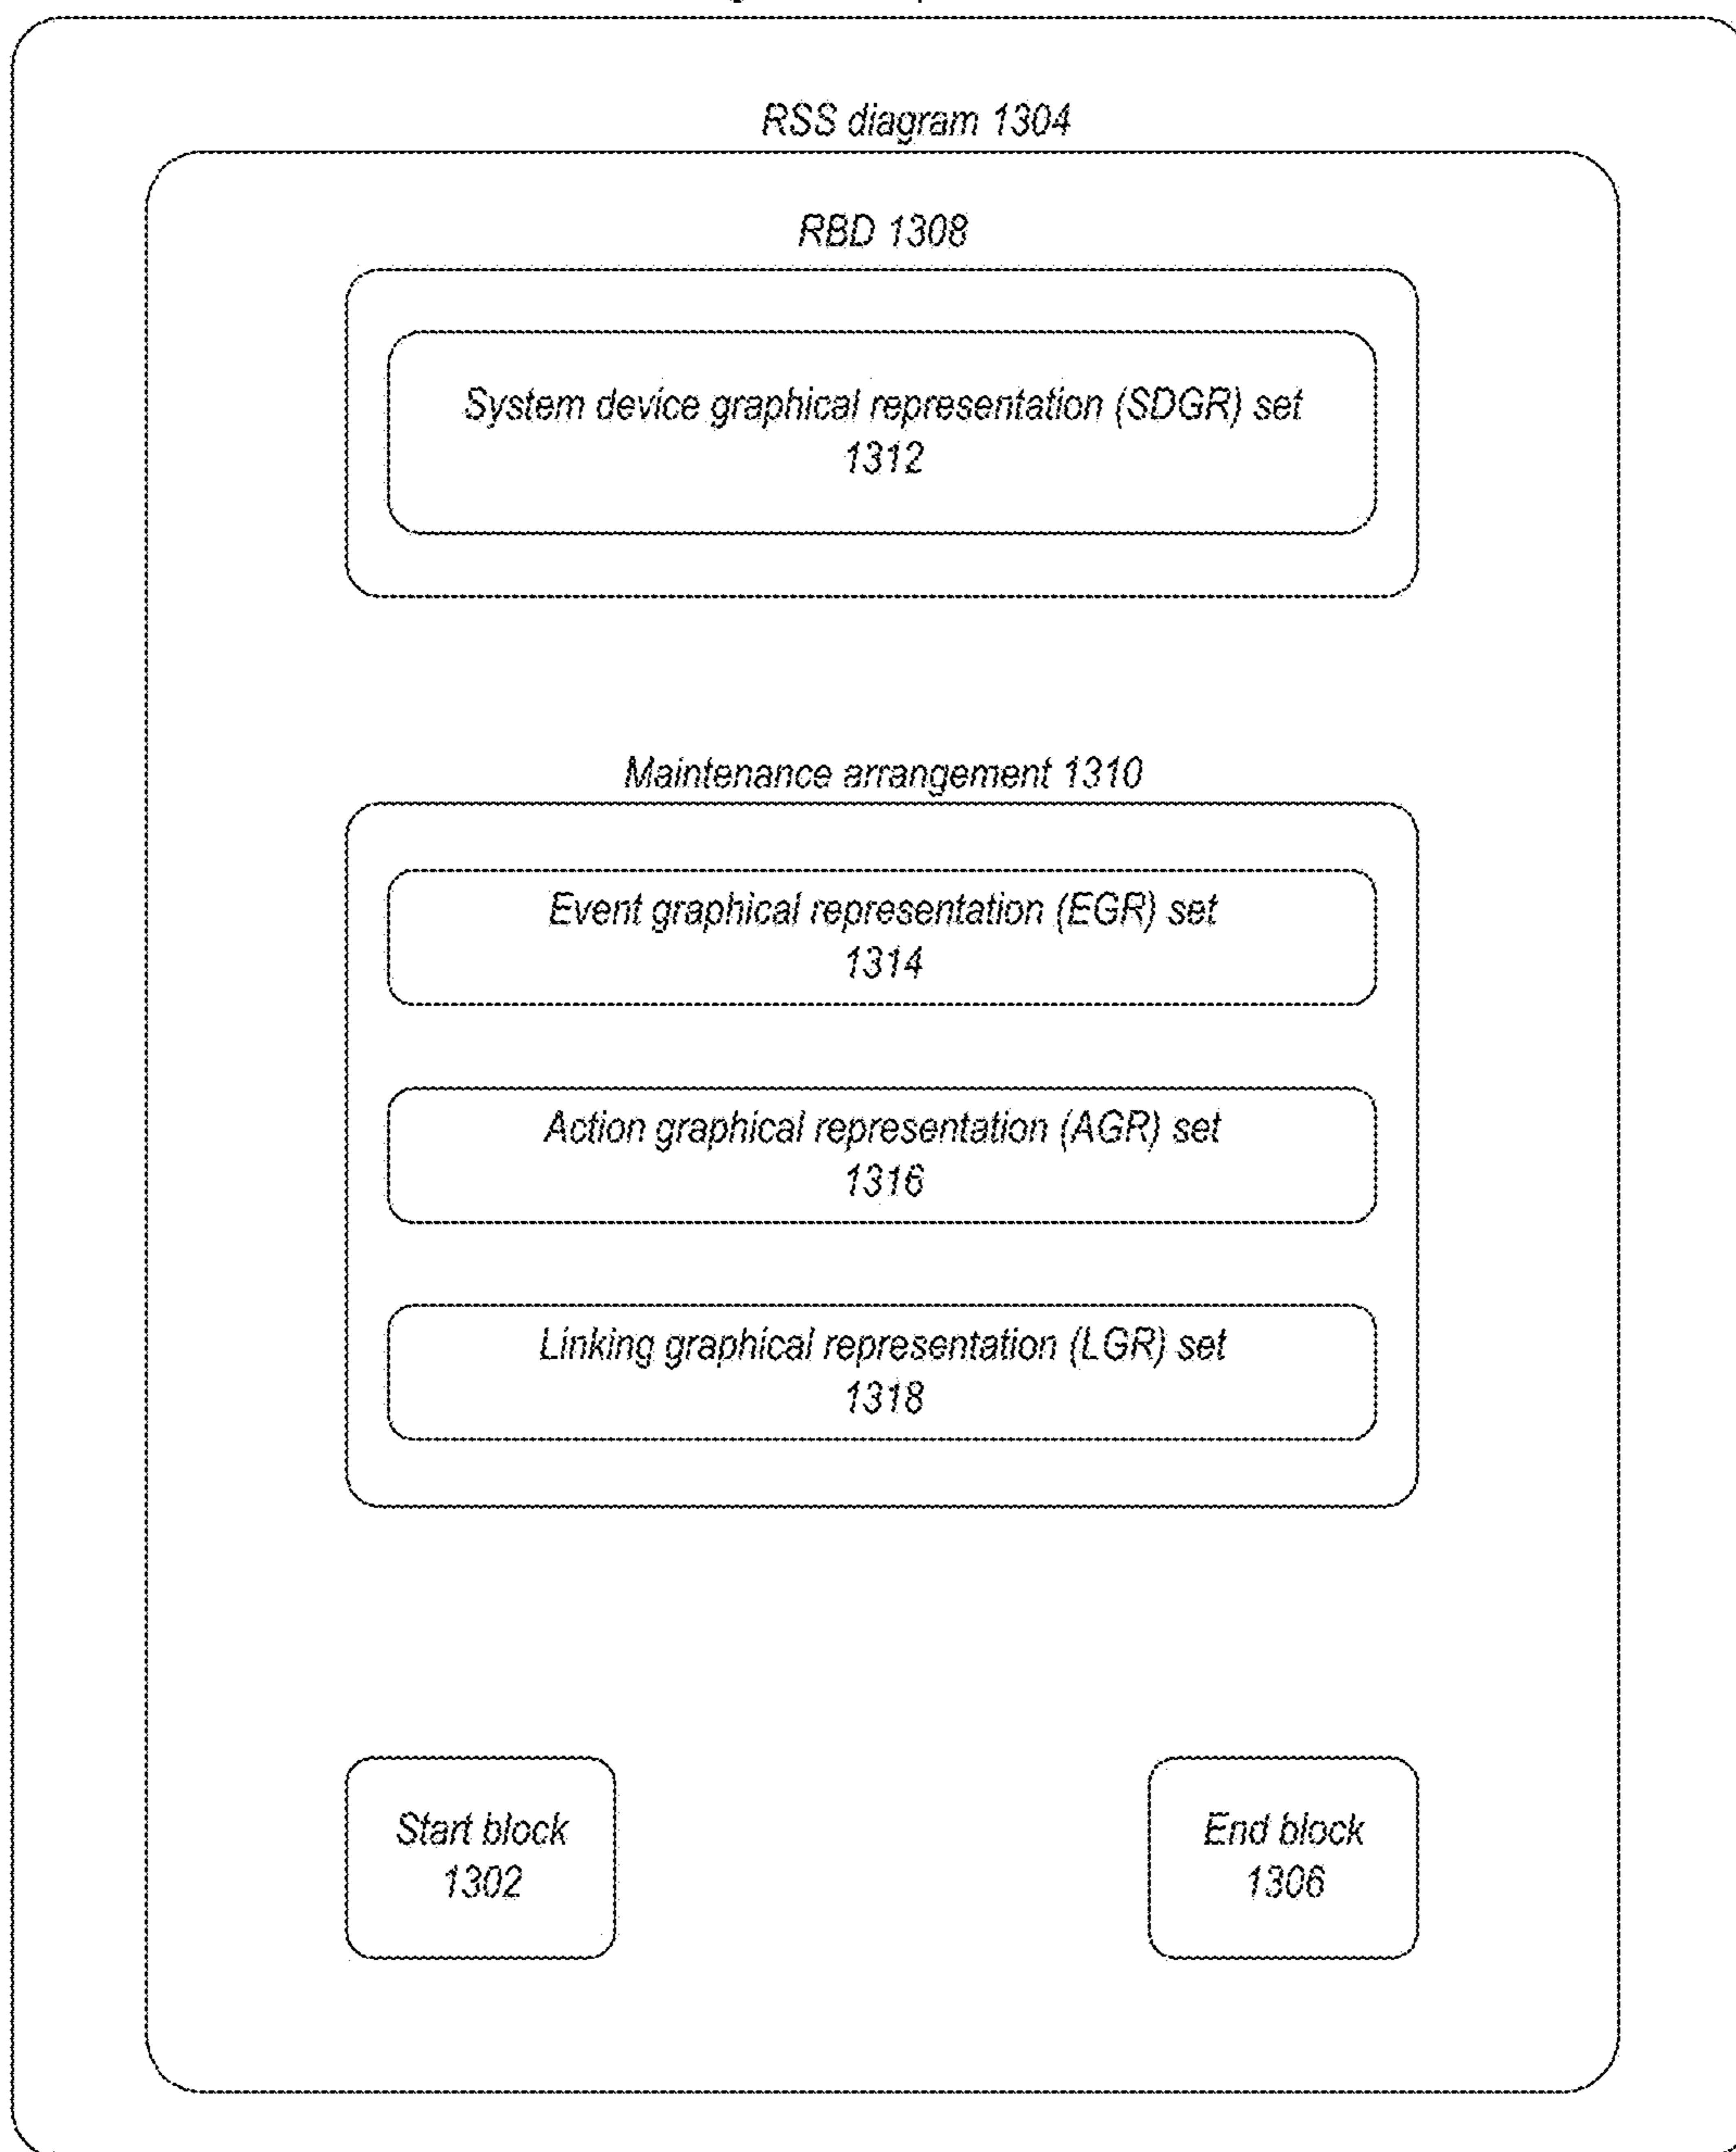 RSS diagram 1304
RBD 1308
System device graphical representation (SDGR) set
1312
Maintenance arrangement 1310
Event graphical representation (EGR) set
1314
Action graphical representation (AGR) set
1316
Linking graphical representation (LGR) set
1318
Start block
1302
End block
1306